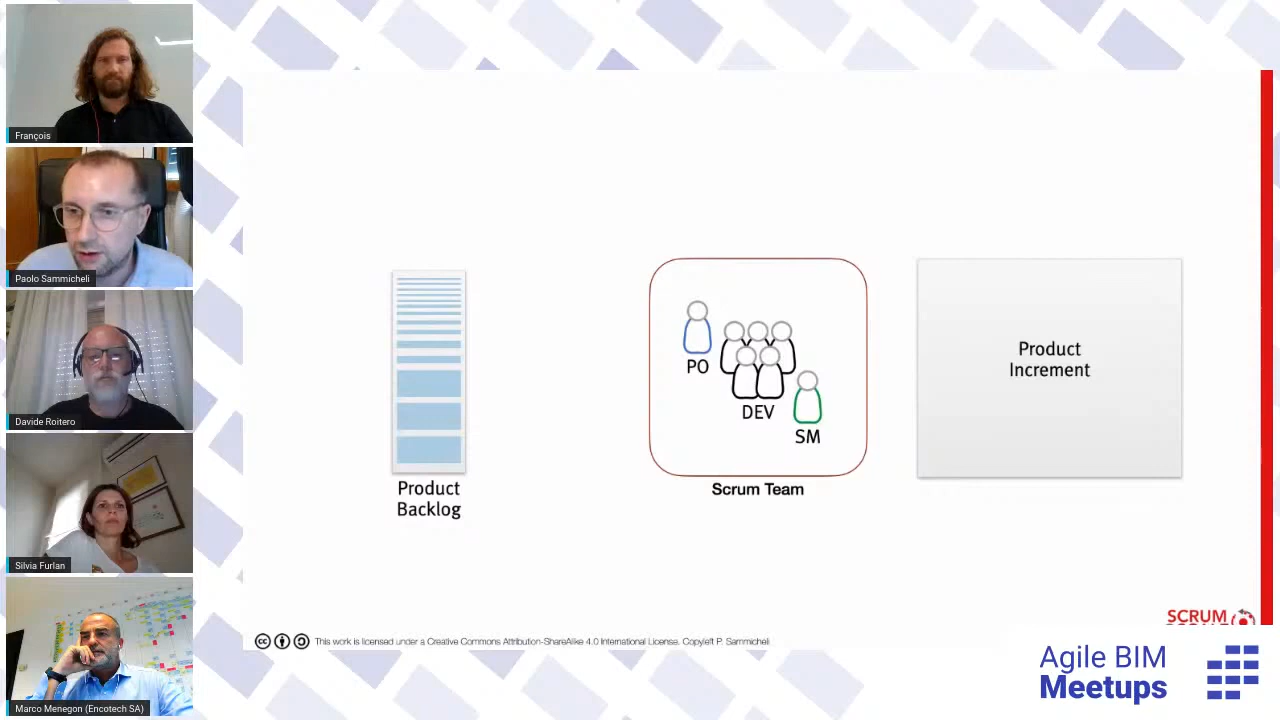 François
Paolo Sammicheli
Davide Roitero
Silvia Furlan
Marco Menegon (Encotech SA)
Product
Backlog
PO
DEV
SM
Scrum Team
Product
Increment
This work is licensed under a Creative Commons Attribution-ShareAlike 4.0 International License. Copyleft P. Sammicheli
SCRUM
Agile BIM
Meetups